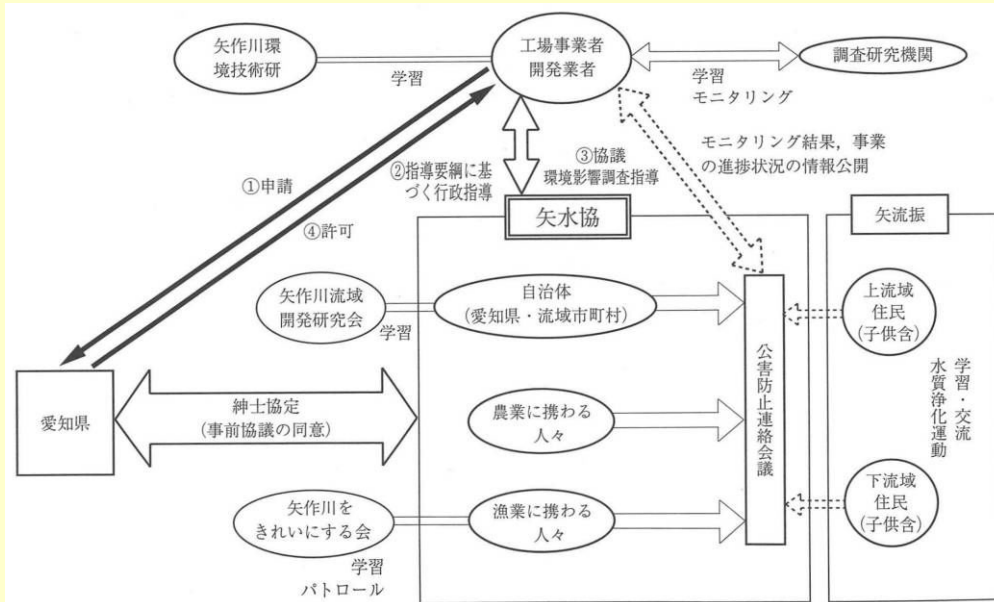 矢作川環
境技術研
学習
工場事業者
開発業者
学習
モニタリング
調査研究機関
モニタリング結果，事業
の進捗状況の情報公開
①申請
②指導要綱に基
づく行政指導
③協議
環境影響調査指導
④許可
矢水協
矢流振
矢作川流域
開発研究会
学習
自治体
(愛知県・流域市町村)
上流域
住民
(子供含)
愛知県
紳士協定
(事前協議の同意)
農業に携わる
人々
公害防止連絡会議
学習・交流
水質浄化運動
矢作川を
きれいにする会
学習
パトロール
漁業に携わる
人々
下流域
住民
(子供含)